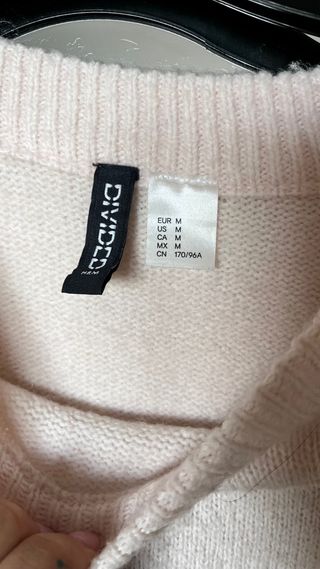 DIVIDED
H&M
EUR M
US M
CA M
MX M
CN 170/96A